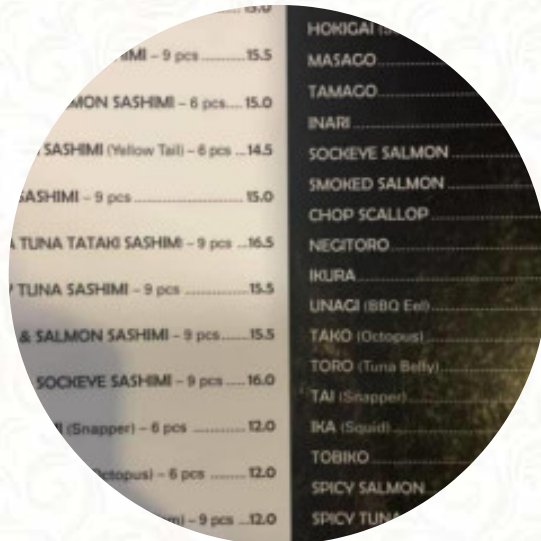 15.0
– 9 pcs ..........15.5
SASHIMI – 6 pcs.... 15.0
SASHIMI (Yellow Tail) – 6 pcs ...14.5
SASHIMI – 9 pcs ........................ 15.0
TUNA TATAKI SASHIMI – 9 pcs ...16.5
TUNA SASHIMI – 9 pcs ..............15.5
& SALMON SASHIMI – 9 pcs.......15.5
SOCKEYE SASHIMI – 9 pcs ..... 16.0
(Snapper) – 6 pcs ............ 12.0
– 6 pcs ............12.0
– 9 pcs ...12.0
HOKIGAI
MASAGO
TAMAGO
INARI
SOCKEYE SALMON
SMOKED SALMON
CHOP SCALLOP
NEGITORO
IKURA
UNAGI (BBQ Eel)
TAKO (Octopus)
TORO (Tuna Belly)
TAI (Snapper)
IKA (Squid)
TOBIKO
SPICY SALMON
SPICY TUNA